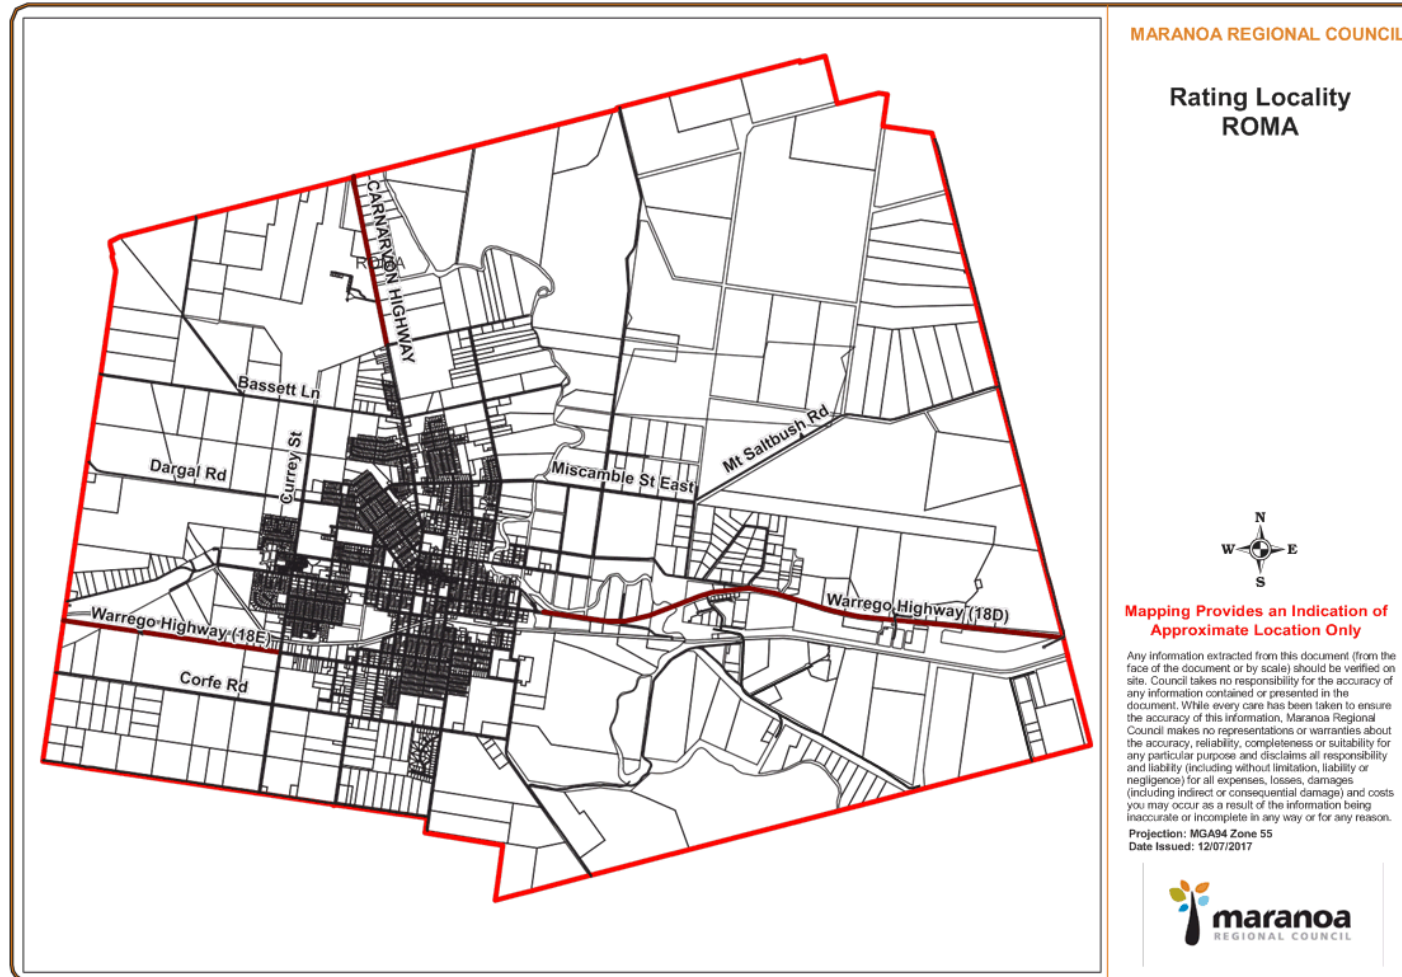 MARANOA REGIONAL COUNCIL
Rating Locality
ROMA
CARNARVON HIGHWAY
Bassett Ln
Currey St
Dargal Rd
Miscamble St East
Mt Saltbush Rd
Warrego Highway (18E)
Warrego Highway (18D)
Corfe Rd
N
W E
S
Mapping Provides an Indication of
Approximate Location Only
Any information extracted from this document (from the
face of the document or by scale) should be verified on
site. Council takes no responsibility for the accuracy of
any information contained or presented in the
document. While every care has been taken to ensure
the accuracy of this information, Maranoa Regional
Council makes no representations or warranties about
the accuracy, reliability, completeness or suitability for
any particular purpose and disclaims all responsibility
and liability (including without limitation, liability or
negligence) for all expenses, losses, damages
(including indirect or consequential damage) and costs
you may occur as a result of the information being
inaccurate or incomplete in any way or for any reason.
Projection: MGA94 Zone 55
Date Issued: 12/07/2017
maranoa
REGIONAL COUNCIL